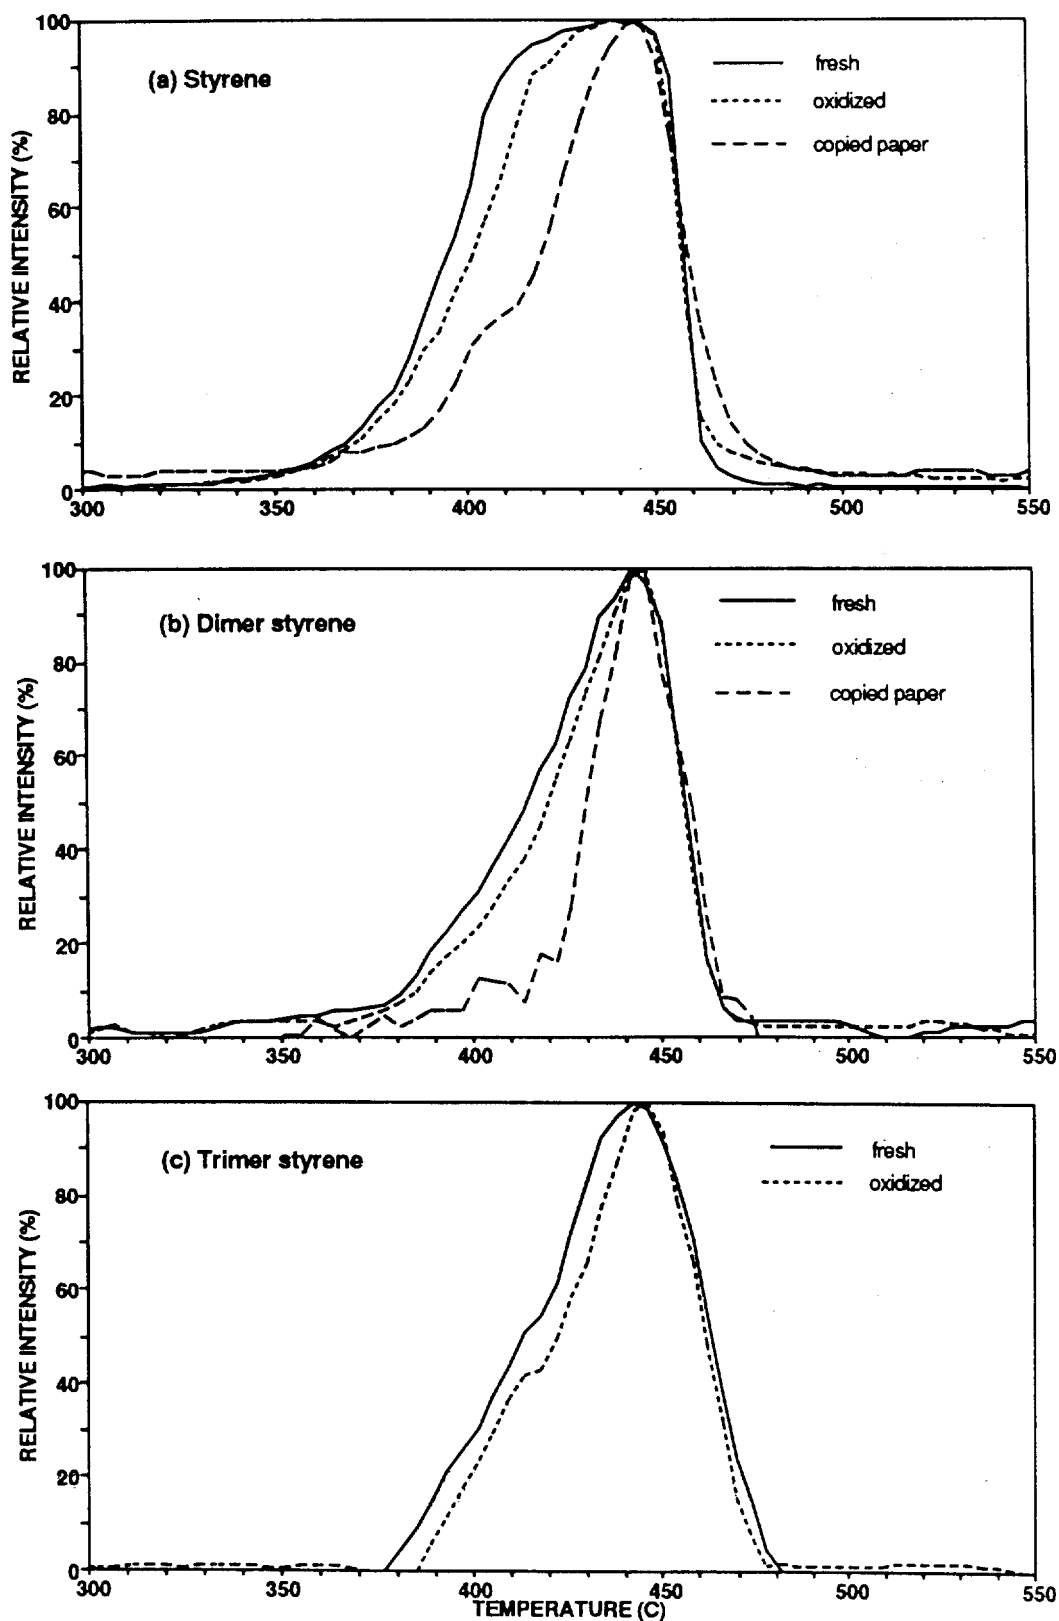 100
(a) Styrene
fresh
oxidized
copied paper
80
60
40
20
0
RELATIVE INTENSITY (%)
300 350 400 450 500 550
100
(b) Dimer styrene
fresh
oxidized
copied paper
80
60
40
20
0
RELATIVE INTENSITY (%)
300 350 400 450 500 550
100
(c) Trimer styrene
fresh
oxidized
80
60
40
20
0
RELATIVE INTENSITY (%)
300 350 400 450 500 550
TEMPERATURE (C)